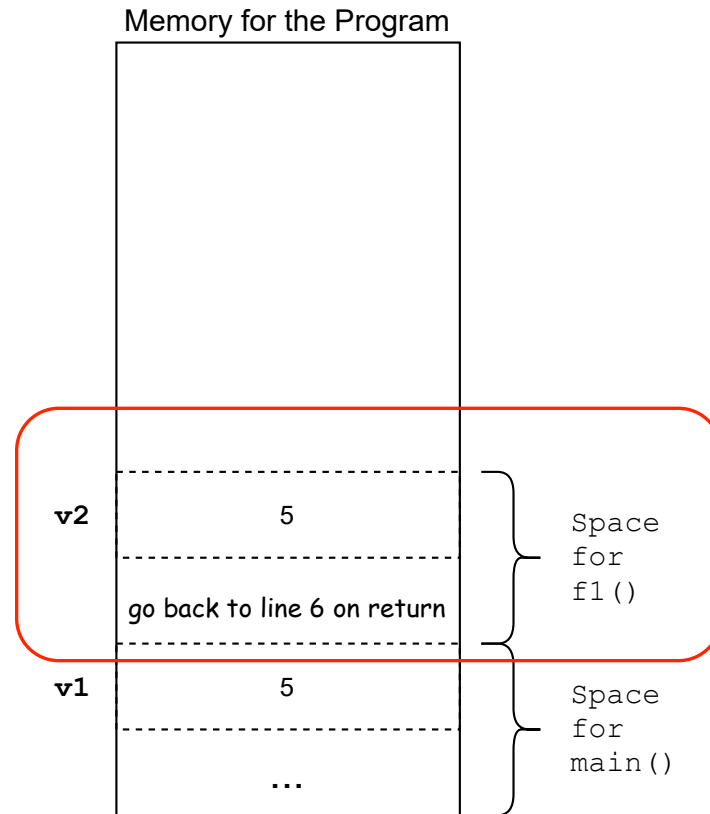 Memory for the Program
v2
5
Space
for
f1()
go back to line 6 on return
v1
5
Space
for
main()
...